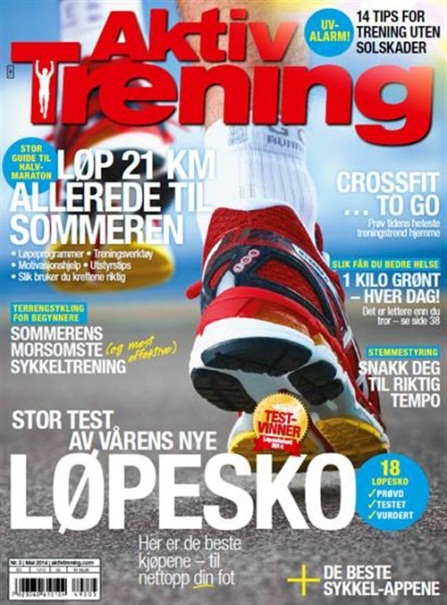 Aktiv
Trening
UV-
ALARM!
14 TIPS FOR
TRENING UTEN
SOLSKADER
STOR
GUIDE TIL
HALV-
MARATON
LØP 21 KM
ALLEREDE TIL
SOMMEREN
• Løpeprogrammer • Treningsverktøy
• Motivasjonshjelp • Utstyrstips
• Slik bruker du kreftene riktig
CROSSFIT
... TO GO
Prøv tidens heteste
treningstrend hjemme
SLIK FÅR DU BEDRE HELSE
1 KILO GRØNT
– HVER DAG!
Det er lettere enn du
tror – se side 38
TERRENGSYKLING
FOR BEGYNNERE
SOMMERENS
MORSOMSTE (og mest
SYKKELTRENING effektive)
STEMMESTYRING
SNAKK DEG
TIL RIKTIG
TEMPO
STOR TEST
AV VÅRENS NYE
LØPESKO
TEST-
VINNER
2014
18
LØPESKO
✓PRØVD
✓TESTET
✓VURDERT
Her er de beste
kjøpene – til
nettopp din fot
+ DE BESTE
SYKKEL-APPENE
Nr. 5 | Mai 2014 | aktivtrening.com